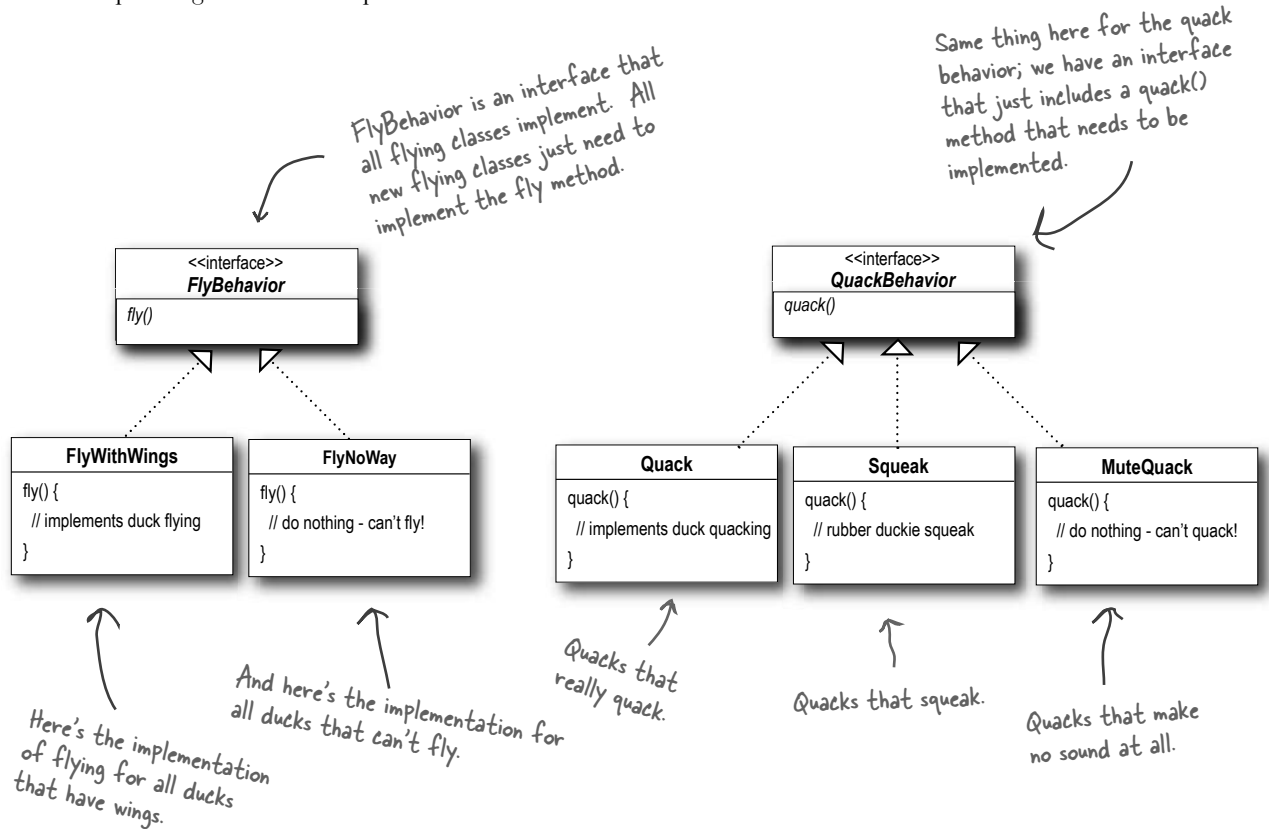 FlyBehavior is an interface that
all flying classes implement. All
new flying classes just need to
implement the fly method.
Same thing here for the quack
behavior; we have an interface
that just includes a quack()
method that needs to be
implemented.
<<interface>>
FlyBehavior
fly()
<<interface>>
QuackBehavior
quack()
FlyWithWings
fly() {
// implements duck flying
}
FlyNoWay
fly() {
// do nothing - can't fly!
}
Quack
quack() {
// implements duck quacking
}
Squeak
quack() {
// rubber duckie squeak
}
MuteQuack
quack() {
// do nothing - can't quack!
}
Here's the implementation
of flying for all ducks
that have wings.
And here's the implementation for
all ducks that can't fly.
Quacks that
really quack.
Quacks that squeak.
Quacks that make
no sound at all.